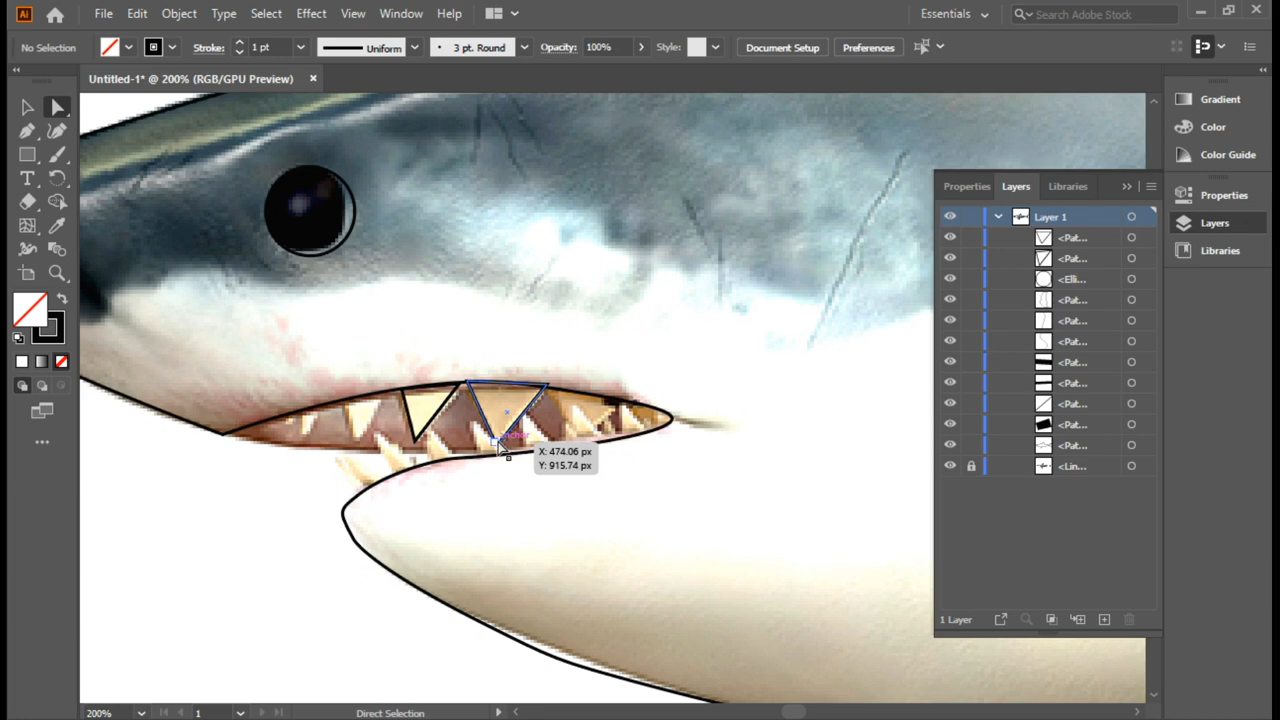 Ai File Edit Object Type Select Effect View Window Help Essentials Search Adobe Stock
No Selection Stroke: 1 pt Uniform 3 pt. Round Opacity: 100% Style: Document Setup Preferences
Untitled-1* @ 200% (RGB/GPU Preview)
Gradient
Color
Color Guide
Properties
Layers
Libraries
Properties Layers Libraries
Layer 1
<Pat...
<Pat...
<Elli...
<Pat...
<Pat...
<Pat...
<Pat...
<Pat...
<Pat...
<Pat...
<Pat...
<Lin...
1 Layer
anchor
X: 474.06 px
Y: 915.74 px
200% 1 Direct Selection